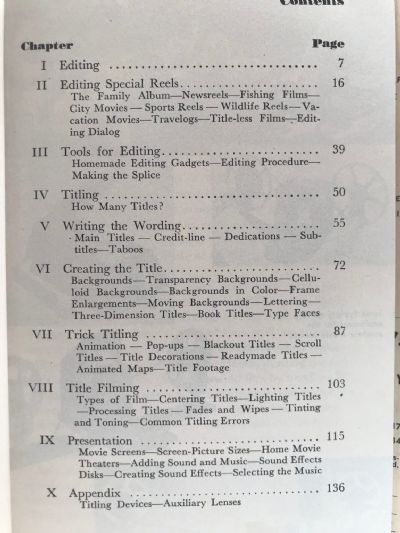 Contents
Chapter Page
I Editing 7
II Editing Special Reels 16
The Family Album—Newsreels—Fishing Films—
City Movies — Sports Reels — Wildlife Reels—Va-
cation Movies—Travelogs—Title-less Films—Edit-
ing Dialog
III Tools for Editing 39
Homemade Editing Gadgets—Editing Procedure—
Making the Splice
IV Titling 50
How Many Titles?
V Writing the Wording 55
Main Titles — Credit-line — Dedications — Sub-
titles—Taboos
VI Creating the Title 72
Backgrounds—Transparency Backgrounds—Cellu-
loid Backgrounds—Backgrounds in Color—Frame
Enlargements—Moving Backgrounds—Lettering—
Three-Dimension Titles—Book Titles—Type Faces
VII Trick Titling 87
Animation — Pop-ups — Blackout Titles — Scroll
Titles — Title Decorations — Readymade Titles —
Animated Maps—Title Footage
VIII Title Filming 103
Types of Film—Centering Titles—Lighting Titles
—Processing Titles — Fades and Wipes — Tinting
and Toning—Common Titling Errors
IX Presentation 115
Movie Screens—Screen-Picture Sizes—Home Movie
Theaters—Adding Sound and Music—Sound Effects
Disks—Creating Sound Effects—Selecting the Music
X Appendix 136
Titling Devices—Auxiliary Lenses